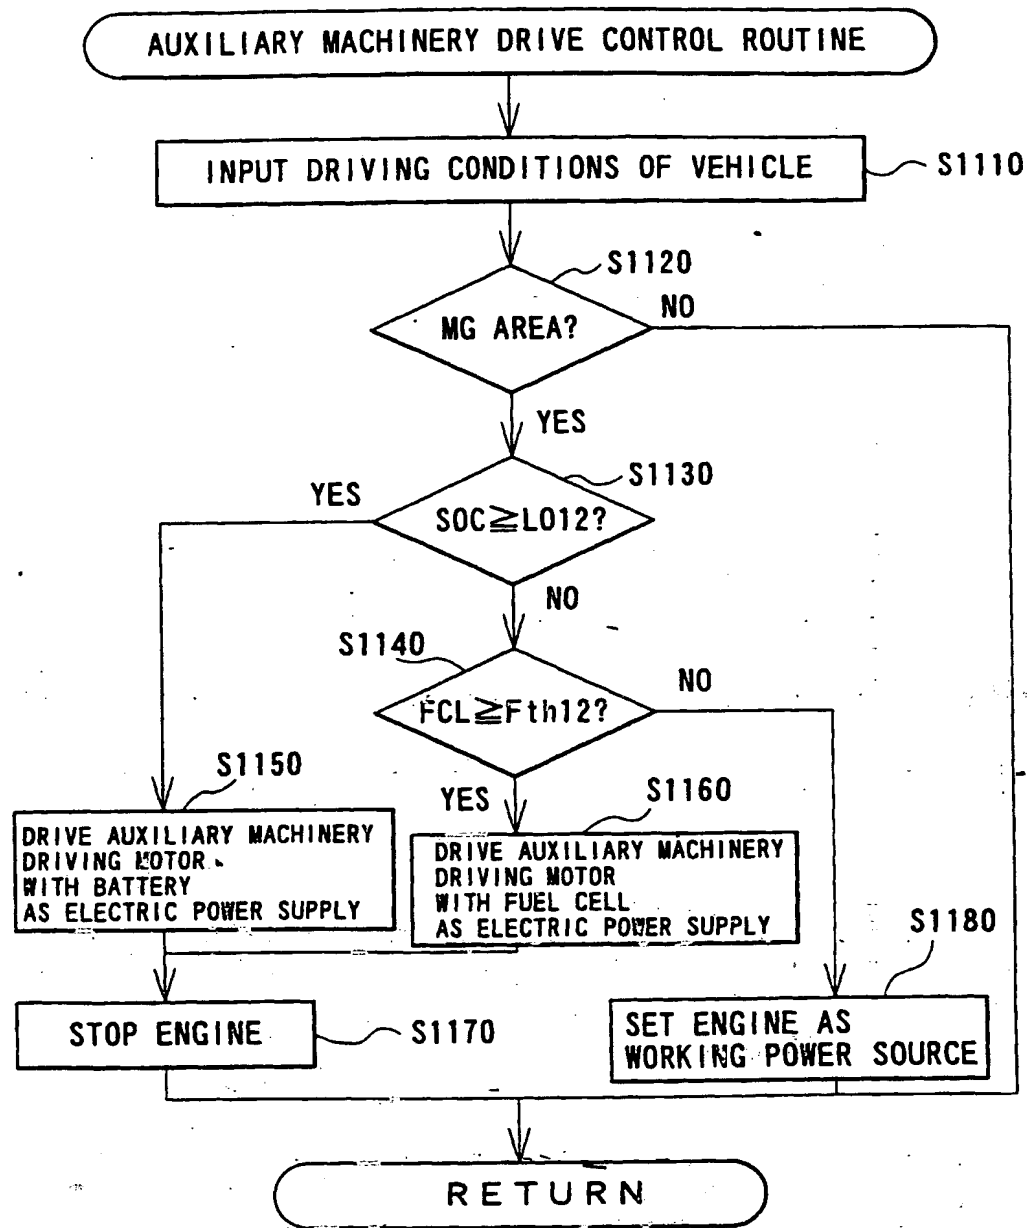 AUXILIARY MACHINERY DRIVE CONTROL ROUTINE
INPUT DRIVING CONDITIONS OF VEHICLE
S1110
S1120
MG AREA?
NO
YES
S1130
YES
SOC≧LO12?
NO
S1140
FCL≧Fth12?
NO
S1150
YES
S1160
DRIVE AUXILIARY MACHINERY
DRIVING MOTOR
WITH BATTERY
AS ELECTRIC POWER SUPPLY
DRIVE AUXILIARY MACHINERY
DRIVING MOTOR
WITH FUEL CELL
AS ELECTRIC POWER SUPPLY
S1180
STOP ENGINE
S1170
SET ENGINE AS
WORKING POWER SOURCE
RETURN